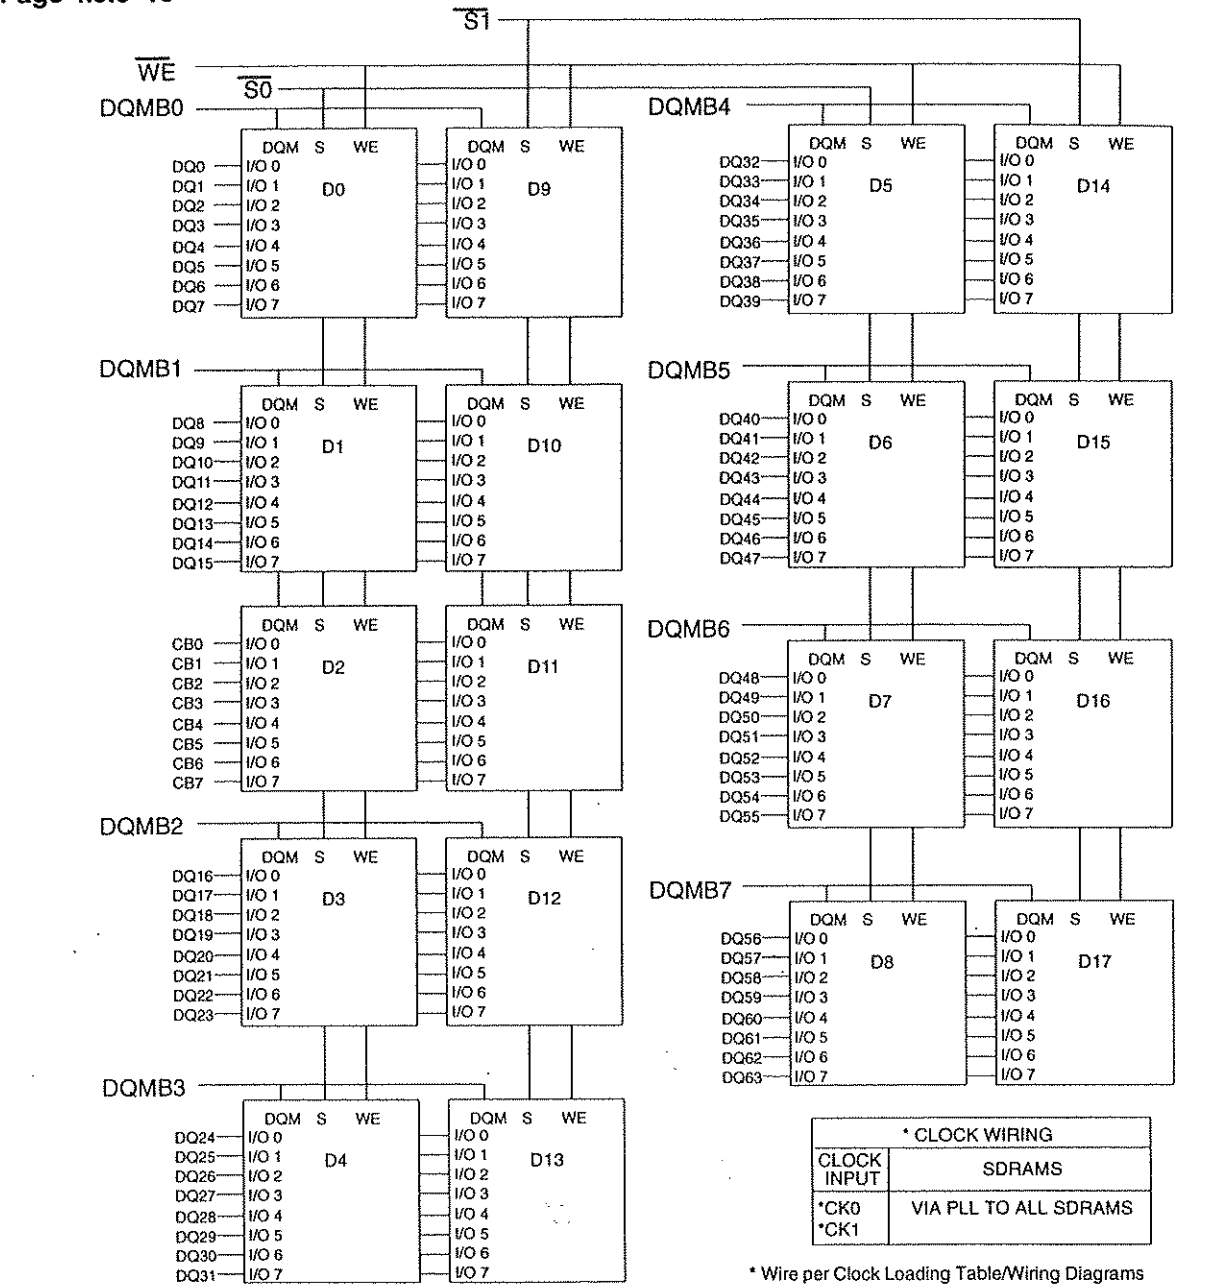 S1
WE
S0
DQMB0
DQM S WE
DQM S WE
DQ0 I/O 0 I/O 0
DQ1 I/O 1 D0 I/O 1 D9
DQ2 I/O 2 I/O 2
DQ3 I/O 3 I/O 3
DQ4 I/O 4 I/O 4
DQ5 I/O 5 I/O 5
DQ6 I/O 6 I/O 6
DQ7 I/O 7 I/O 7
DQMB1
DQM S WE
DQM S WE
DQ8 I/O 0 I/O 0
DQ9 I/O 1 D1 I/O 1 D10
DQ10 I/O 2 I/O 2
DQ11 I/O 3 I/O 3
DQ12 I/O 4 I/O 4
DQ13 I/O 5 I/O 5
DQ14 I/O 6 I/O 6
DQ15 I/O 7 I/O 7
DQM S WE
DQM S WE
CB0 I/O 0 I/O 0
CB1 I/O 1 D2 I/O 1 D11
CB2 I/O 2 I/O 2
CB3 I/O 3 I/O 3
CB4 I/O 4 I/O 4
CB5 I/O 5 I/O 5
CB6 I/O 6 I/O 6
CB7 I/O 7 I/O 7
DQMB2
DQM S WE
DQM S WE
DQ16 I/O 0 I/O 0
DQ17 I/O 1 D3 I/O 1 D12
DQ18 I/O 2 I/O 2
DQ19 I/O 3 I/O 3
DQ20 I/O 4 I/O 4
DQ21 I/O 5 I/O 5
DQ22 I/O 6 I/O 6
DQ23 I/O 7 I/O 7
DQMB3
DQM S WE
DQM S WE
DQ24 I/O 0 I/O 0
DQ25 I/O 1 D4 I/O 1 D13
DQ26 I/O 2 I/O 2
DQ27 I/O 3 I/O 3
DQ28 I/O 4 I/O 4
DQ29 I/O 5 I/O 5
DQ30 I/O 6 I/O 6
DQ31 I/O 7 I/O 7
DQMB4
DQM S WE
DQM S WE
DQ32 I/O 0 I/O 0
DQ33 I/O 1 D5 I/O 1 D14
DQ34 I/O 2 I/O 2
DQ35 I/O 3 I/O 3
DQ36 I/O 4 I/O 4
DQ37 I/O 5 I/O 5
DQ38 I/O 6 I/O 6
DQ39 I/O 7 I/O 7
DQMB5
DQM S WE
DQM S WE
DQ40 I/O 0 I/O 0
DQ41 I/O 1 D6 I/O 1 D15
DQ42 I/O 2 I/O 2
DQ43 I/O 3 I/O 3
DQ44 I/O 4 I/O 4
DQ45 I/O 5 I/O 5
DQ46 I/O 6 I/O 6
DQ47 I/O 7 I/O 7
DQMB6
DQM S WE
DQM S WE
DQ48 I/O 0 I/O 0
DQ49 I/O 1 D7 I/O 1 D16
DQ50 I/O 2 I/O 2
DQ51 I/O 3 I/O 3
DQ52 I/O 4 I/O 4
DQ53 I/O 5 I/O 5
DQ54 I/O 6 I/O 6
DQ55 I/O 7 I/O 7
DQMB7
DQM S WE
DQM S WE
DQ56 I/O 0 I/O 0
DQ57 I/O 1 D8 I/O 1 D17
DQ58 I/O 2 I/O 2
DQ59 I/O 3 I/O 3
DQ60 I/O 4 I/O 4
DQ61 I/O 5 I/O 5
DQ62 I/O 6 I/O 6
DQ63 I/O 7 I/O 7
* CLOCK WIRING
CLOCK INPUT SDRAMS
*CK0 VIA PLL TO ALL SDRAMS
*CK1
* Wire per Clock Loading Table/Wiring Diagrams